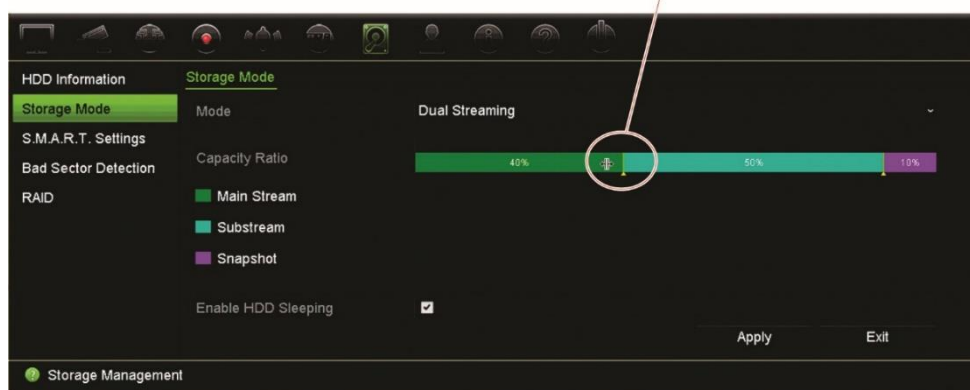 HDD Information
Storage Mode
S.M.A.R.T. Settings
Bad Sector Detection
RAID
Storage Mode
Mode
Dual Streaming
Capacity Ratio
40%
50%
10%
Main Stream
Substream
Snapshot
Enable HDD Sleeping
Apply
Exit
Storage Management